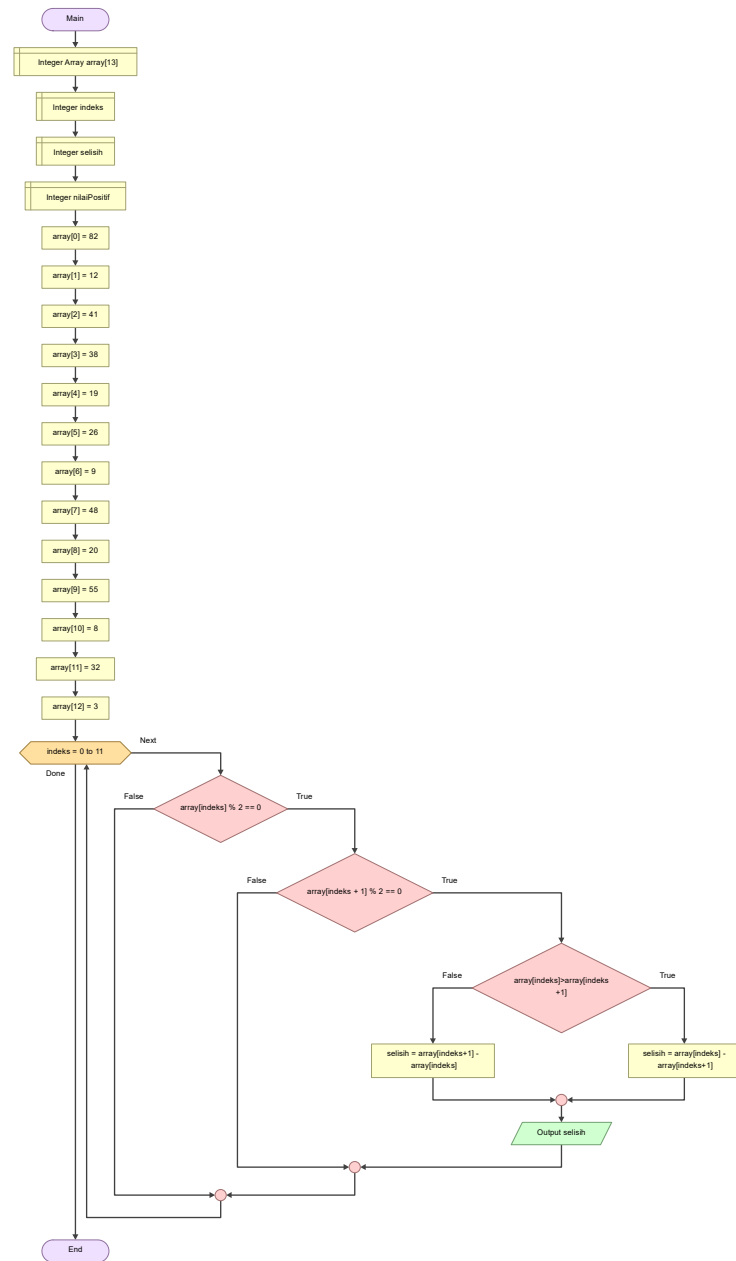 Main
Integer Array array[13]
Integer indeks
Integer selisih
Integer nilaiPositif
array[0] = 82
array[1] = 12
array[2] = 41
array[3] = 38
array[4] = 19
array[5] = 26
array[6] = 9
array[7] = 48
array[8] = 20
array[9] = 55
array[10] = 8
array[11] = 32
array[12] = 3
indeks = 0 to 11
Next
Done
array[indeks] % 2 == 0
False
True
array[indeks + 1] % 2 == 0
False
True
array[indeks]>array[indeks
+1]
False
True
selisih = array[indeks+1] -
array[indeks]
selisih = array[indeks] -
array[indeks+1]
Output selisih
End